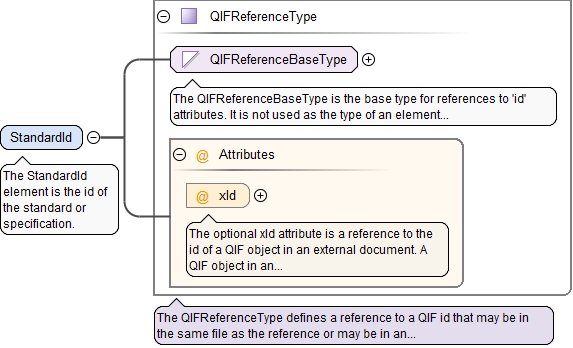 QIFReferenceType
QIFReferenceBaseType
The QIFReferenceBaseType is the base type for references to 'id'
attributes. It is not used as the type of an element...
StandardId
The StandardId
element is the id of
the standard or
specification.
@ Attributes
@ xId
The optional xId attribute is a reference to the
id of a QIF object in an external document. A
QIF object in an...
The QIFReferenceType defines a reference to a QIF id that may be in
the same file as the reference or may be in an...